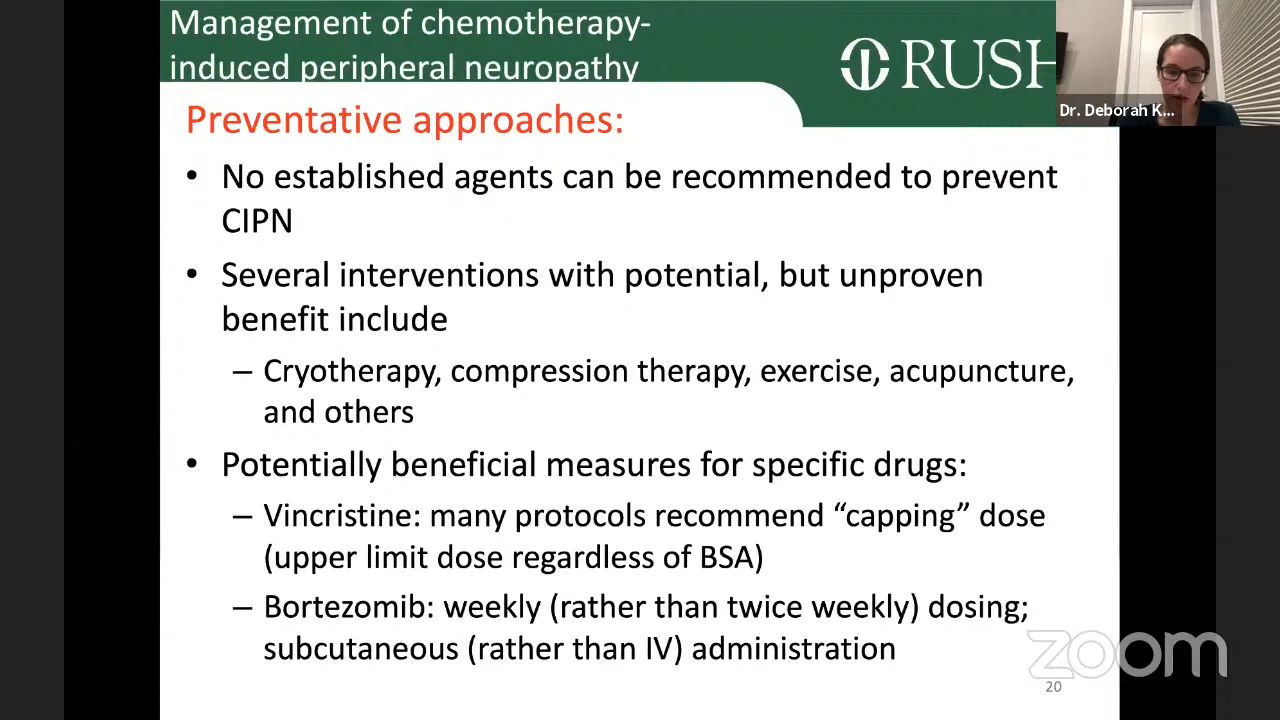 Management of chemotherapy-
induced peripheral neuropathy
RUSH
Dr. Deborah K...
Preventative approaches:
• No established agents can be recommended to prevent
CIPN
• Several interventions with potential, but unproven
benefit include
– Cryotherapy, compression therapy, exercise, acupuncture,
and others
• Potentially beneficial measures for specific drugs:
– Vincristine: many protocols recommend “capping” dose
(upper limit dose regardless of BSA)
– Bortezomib: weekly (rather than twice weekly) dosing;
subcutaneous (rather than IV) administration
zoom
20